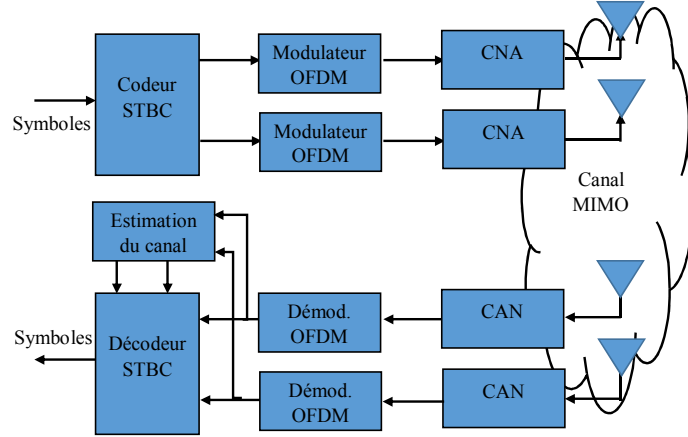 Symboles
Codeur
STBC
Modulateur
OFDM
CNA
Modulateur
OFDM
CNA
Canal
MIMO
Estimation
du canal
Symboles
Décodeur
STBC
Démod.
OFDM
CAN
Démod.
OFDM
CAN